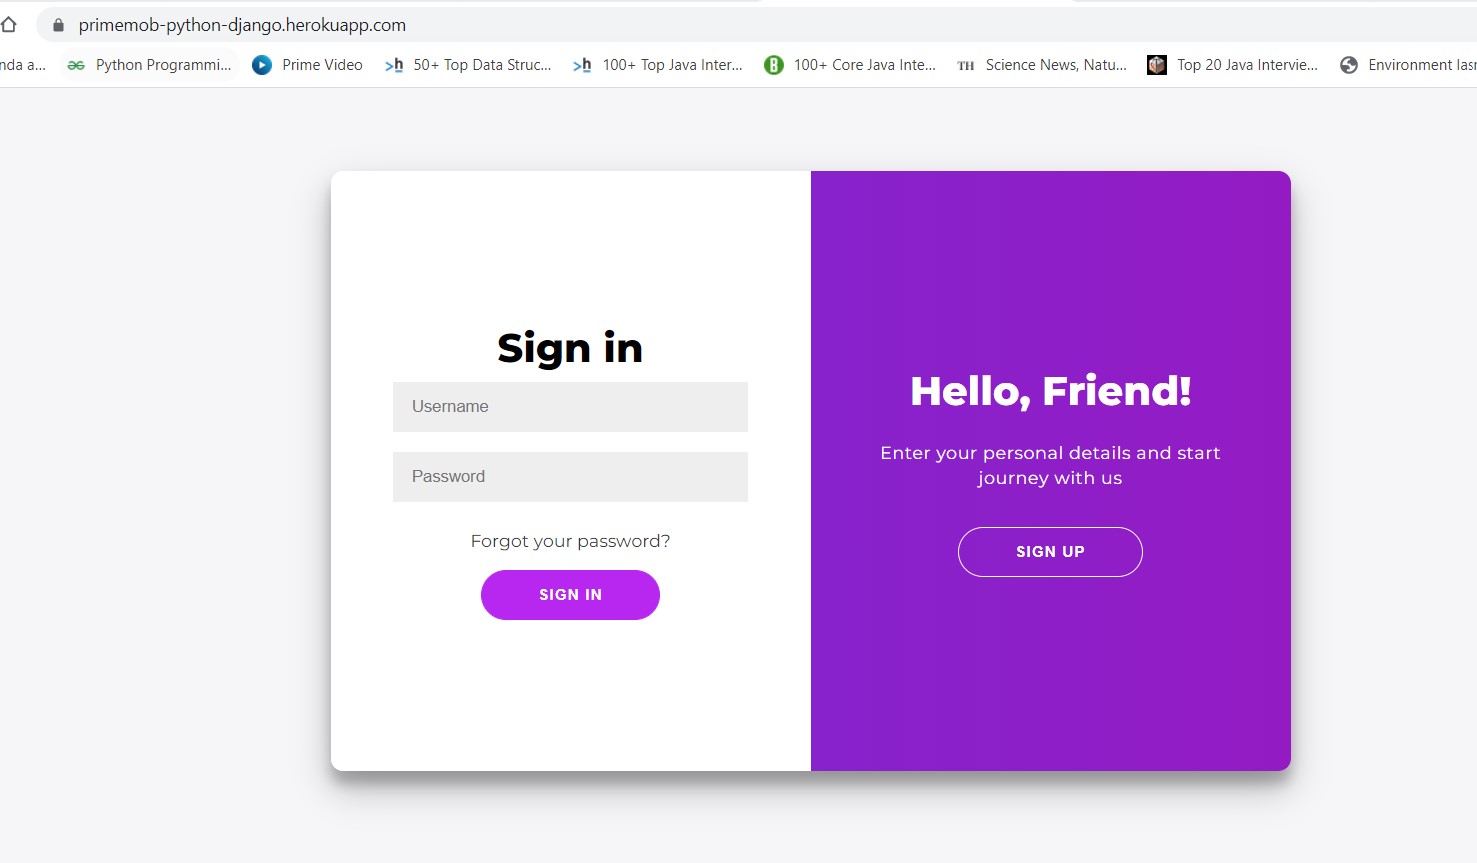 primemob-python-django.herokuapp.com
nda a... Python Programmi... Prime Video 50+ Top Data Struc... 100+ Top Java Inter... 100+ Core Java Inte... TH Science News, Natu... Top 20 Java Intervie... Environment Iasr
Sign in
Username
Password
Forgot your password?
SIGN IN
Hello, Friend!
Enter your personal details and start
journey with us
SIGN UP